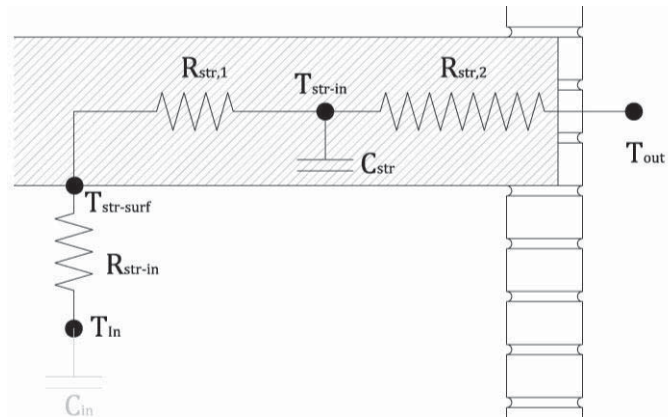 Rstr,1
Tstr-in
Rstr,2
Cstr
Tout
Tstr-surf
Rstr-in
TIn
Cin